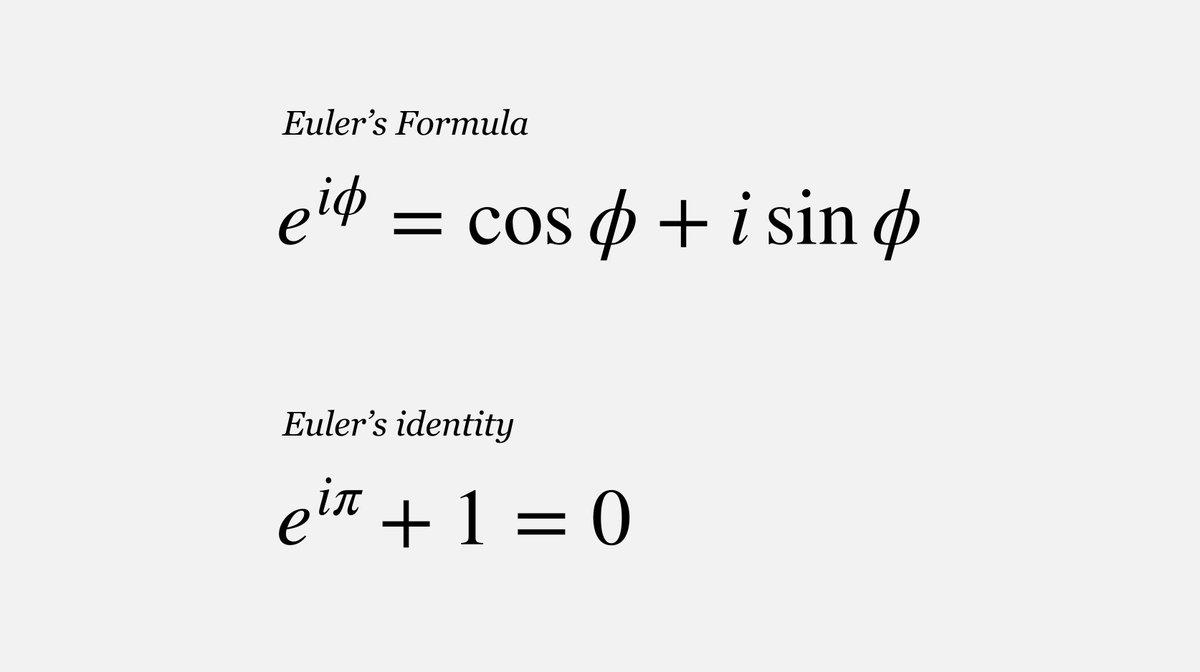 Euler’s Formula
e^{iϕ} = cos ϕ + i sin ϕ
Euler’s identity
e^{iπ} + 1 = 0